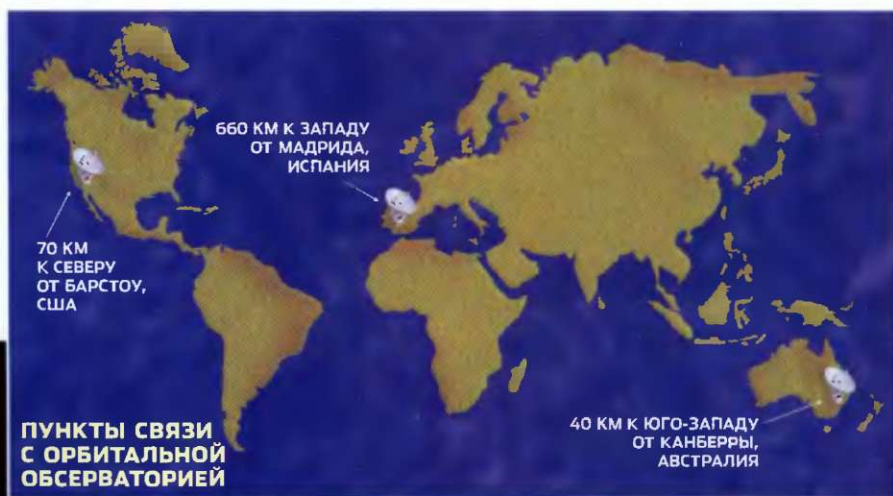 660 КМ К ЗАПАДУ
ОТ МАДРИДА,
ИСПАНИЯ
70 КМ
К СЕВЕРУ
ОТ БАРСТОУ,
США
40 КМ К ЮГО-ЗАПАДУ
ОТ КАНБЕРРЫ,
АВСТРАЛИЯ
ПУНКТЫ СВЯЗИ
С ОРБИТАЛЬНОЙ
ОБСЕРВАТОРИЕЙ